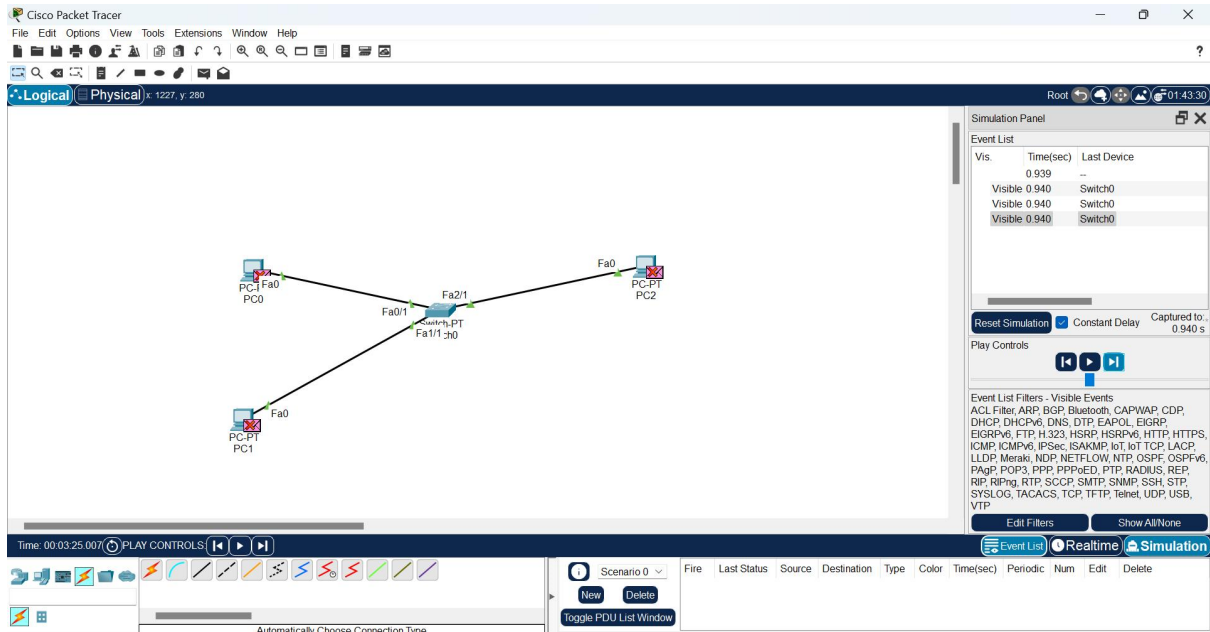 Cisco Packet Tracer
File Edit Options View Tools Extensions Window Help
?
Logical Physical x: 1227, y: 280 Root 01:43:30
Simulation Panel
Event List
Vis. Time(sec) Last Device
0.939 --
Visible 0.940 Switch0
Visible 0.940 Switch0
Visible 0.940 Switch0
Reset Simulation Constant Delay Captured to:
0.940 s
Play Controls
Event List Filters - Visible Events
ACL Filter, ARP, BGP, Bluetooth, CAPWAP, CDP,
DHCP, DHCPv6, DNS, DTP, EAPOL, EIGRP,
EIGRPv6, FTP, H.323, HSRP, HSRPv6, HTTP, HTTPS,
ICMP, ICMPv6, IPSec, ISAKMP, IoT, IoT TCP, LACP,
LLDP, Meraki, NDP, NETFLOW, NTP, OSPF, OSPFv6,
PAgP, POP3, PPP, PPPoED, PTP, RADIUS, REP,
RIP, RIPng, RTP, SCCP, SMTP, SNMP, SSH, STP,
SYSLOG, TACACS, TCP, TFTP, Telnet, UDP, USB,
VTP
Edit Filters Show All/None
Fa0
PC0
Fa0
PC-PT
PC2
Fa2/1
Fa0/1
Fa1/1
Fa0
PC-PT
PC1
Time: 00:03:25.007 PLAY CONTROLS:
Event List Realtime Simulation
Scenario 0
New Delete
Toggle PDU List Window
Fire Last Status Source Destination Type Color Time(sec) Periodic Num Edit Delete
Automatically Choose Connection Type